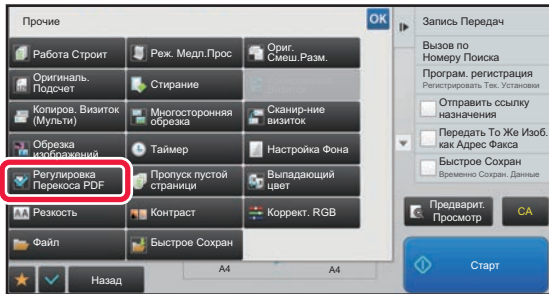 Прочие
OK
Работа Строит
Реж. Медл.Прос
Ориг.
Смеш.Разм.
Оригиналь.
Подсчет
Стирание
Копиров. Визиток
(Мульти)
Многосторонняя
обрезка
Сканир-ние
визиток
Обрезка
изображений
Таймер
Настройка Фона
Регулировка
Перекоса PDF
Пропуск пустой
страници
Выпадающий
цвет
AA Резкость
Контраст
Коррект. RGB
Файл
Быстрое Сохран
Назад
A4
A4
Запись Передач
Вызов по
Номеру Поиска
Програм. регистрация
Регистрировать Тек. Установки
Отправить ссылку
назначения
Передать То Же Изоб.
как Адрес Факса
Быстрое Сохран
Временно Сохран. Данные
Предварит.
Просмотр
CA
Старт